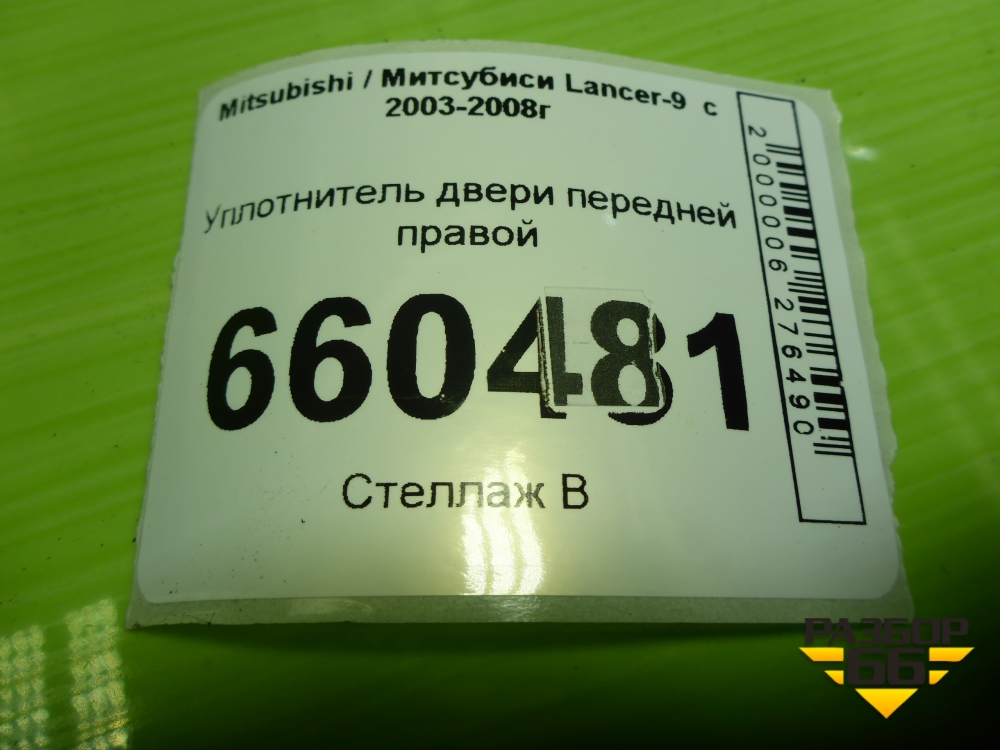 Mitsubishi / Митсубиси Lancer-9 с
2003-2008г
Уплотнитель двери передней
правой
660481
Стеллаж В
2000006276490
РАЗБОР
66